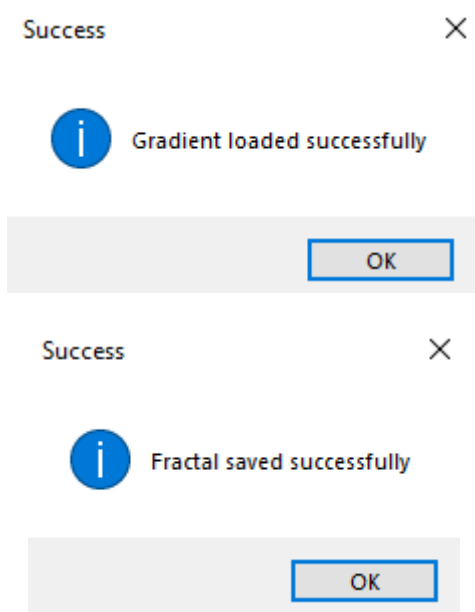 Success
Gradient loaded successfully
OK
Success
Fractal saved successfully
OK